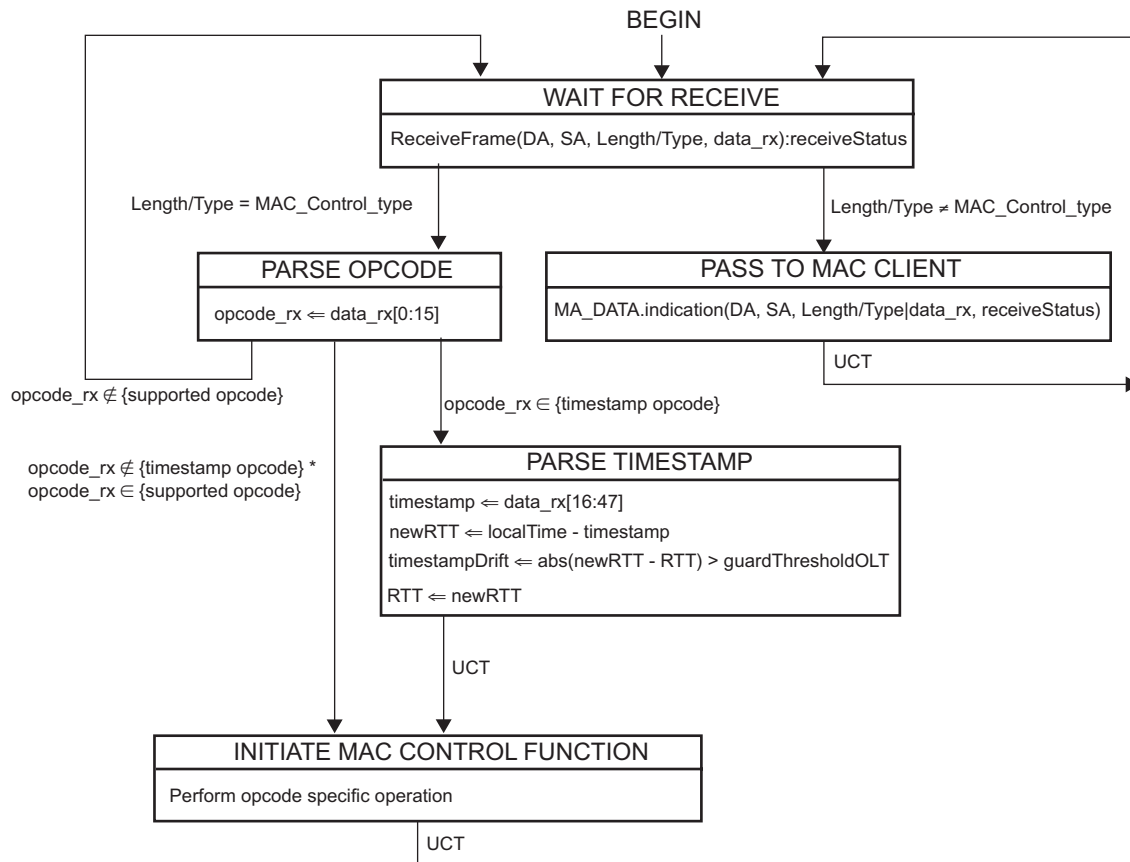 BEGIN
WAIT FOR RECEIVE
ReceiveFrame(DA, SA, Length/Type, data_rx):receiveStatus
Length/Type = MAC_Control_type
Length/Type ≠ MAC_Control_type
PARSE OPCODE
opcode_rx ⇐ data_rx[0:15]
PASS TO MAC CLIENT
MA_DATA.indication(DA, SA, Length/Type|data_rx, receiveStatus)
UCT
opcode_rx ∉ {supported opcode}
opcode_rx ∈ {timestamp opcode}
opcode_rx ∉ {timestamp opcode} *
opcode_rx ∈ {supported opcode}
PARSE TIMESTAMP
timestamp ⇐ data_rx[16:47]
newRTT ⇐ localTime - timestamp
timestampDrift ⇐ abs(newRTT - RTT) > guardThresholdOLT
RTT ⇐ newRTT
UCT
INITIATE MAC CONTROL FUNCTION
Perform opcode specific operation
UCT